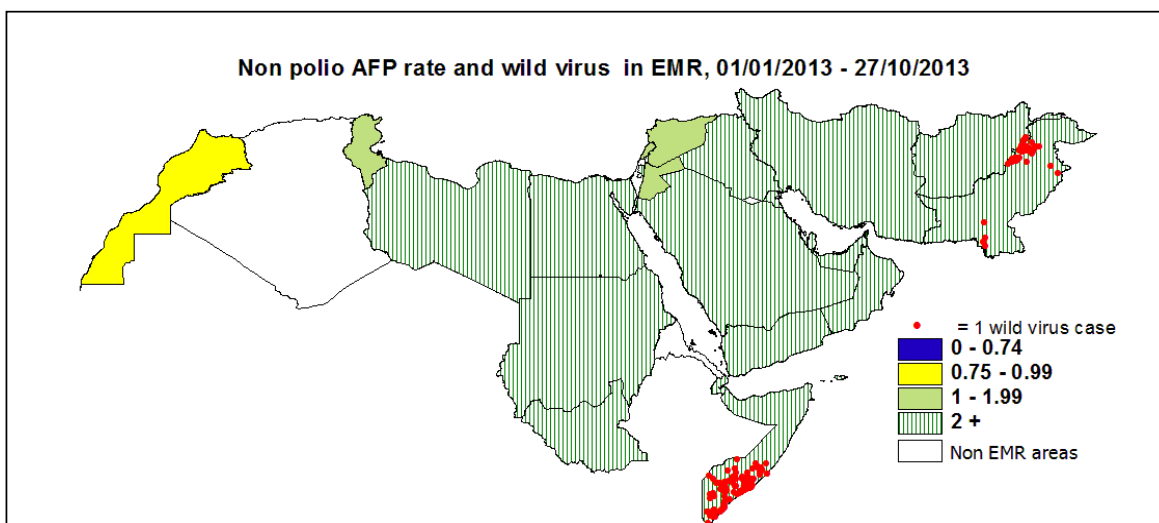 Non polio AFP rate and wild virus in EMR, 01/01/2013 - 27/10/2013
= 1 wild virus case
0 - 0.74
0.75 - 0.99
1 - 1.99
2 +
Non EMR areas